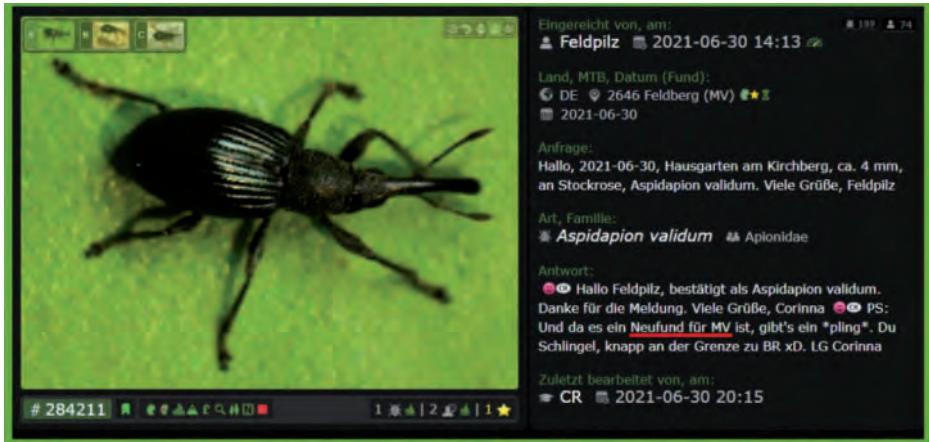 A
B
C
# 284211
1 | 2 | 1
Eingereicht von, am:
199 74
Feldpilz 2021-06-30 14:13
Land, MTB, Datum (Fund):
DE 2646 Feldberg (MV)
2021-06-30
Anfrage:
Hallo, 2021-06-30, Hausgarten am Kirchberg, ca. 4 mm,
an Stockrose, Aspidapion validum. Viele Grüße, Feldpilz
Art, Familie:
Aspidapion validum Apionidae
Antwort:
CR Hallo Feldpilz, bestätigt als Aspidapion validum.
Danke für die Meldung. Viele Grüße, Corinna CR PS:
Und da es ein Neufund für MV ist, gibt's ein *pling*. Du
Schlingel, knapp an der Grenze zu BR xD. LG Corinna
Zuletzt bearbeitet von, am:
CR 2021-06-30 20:15